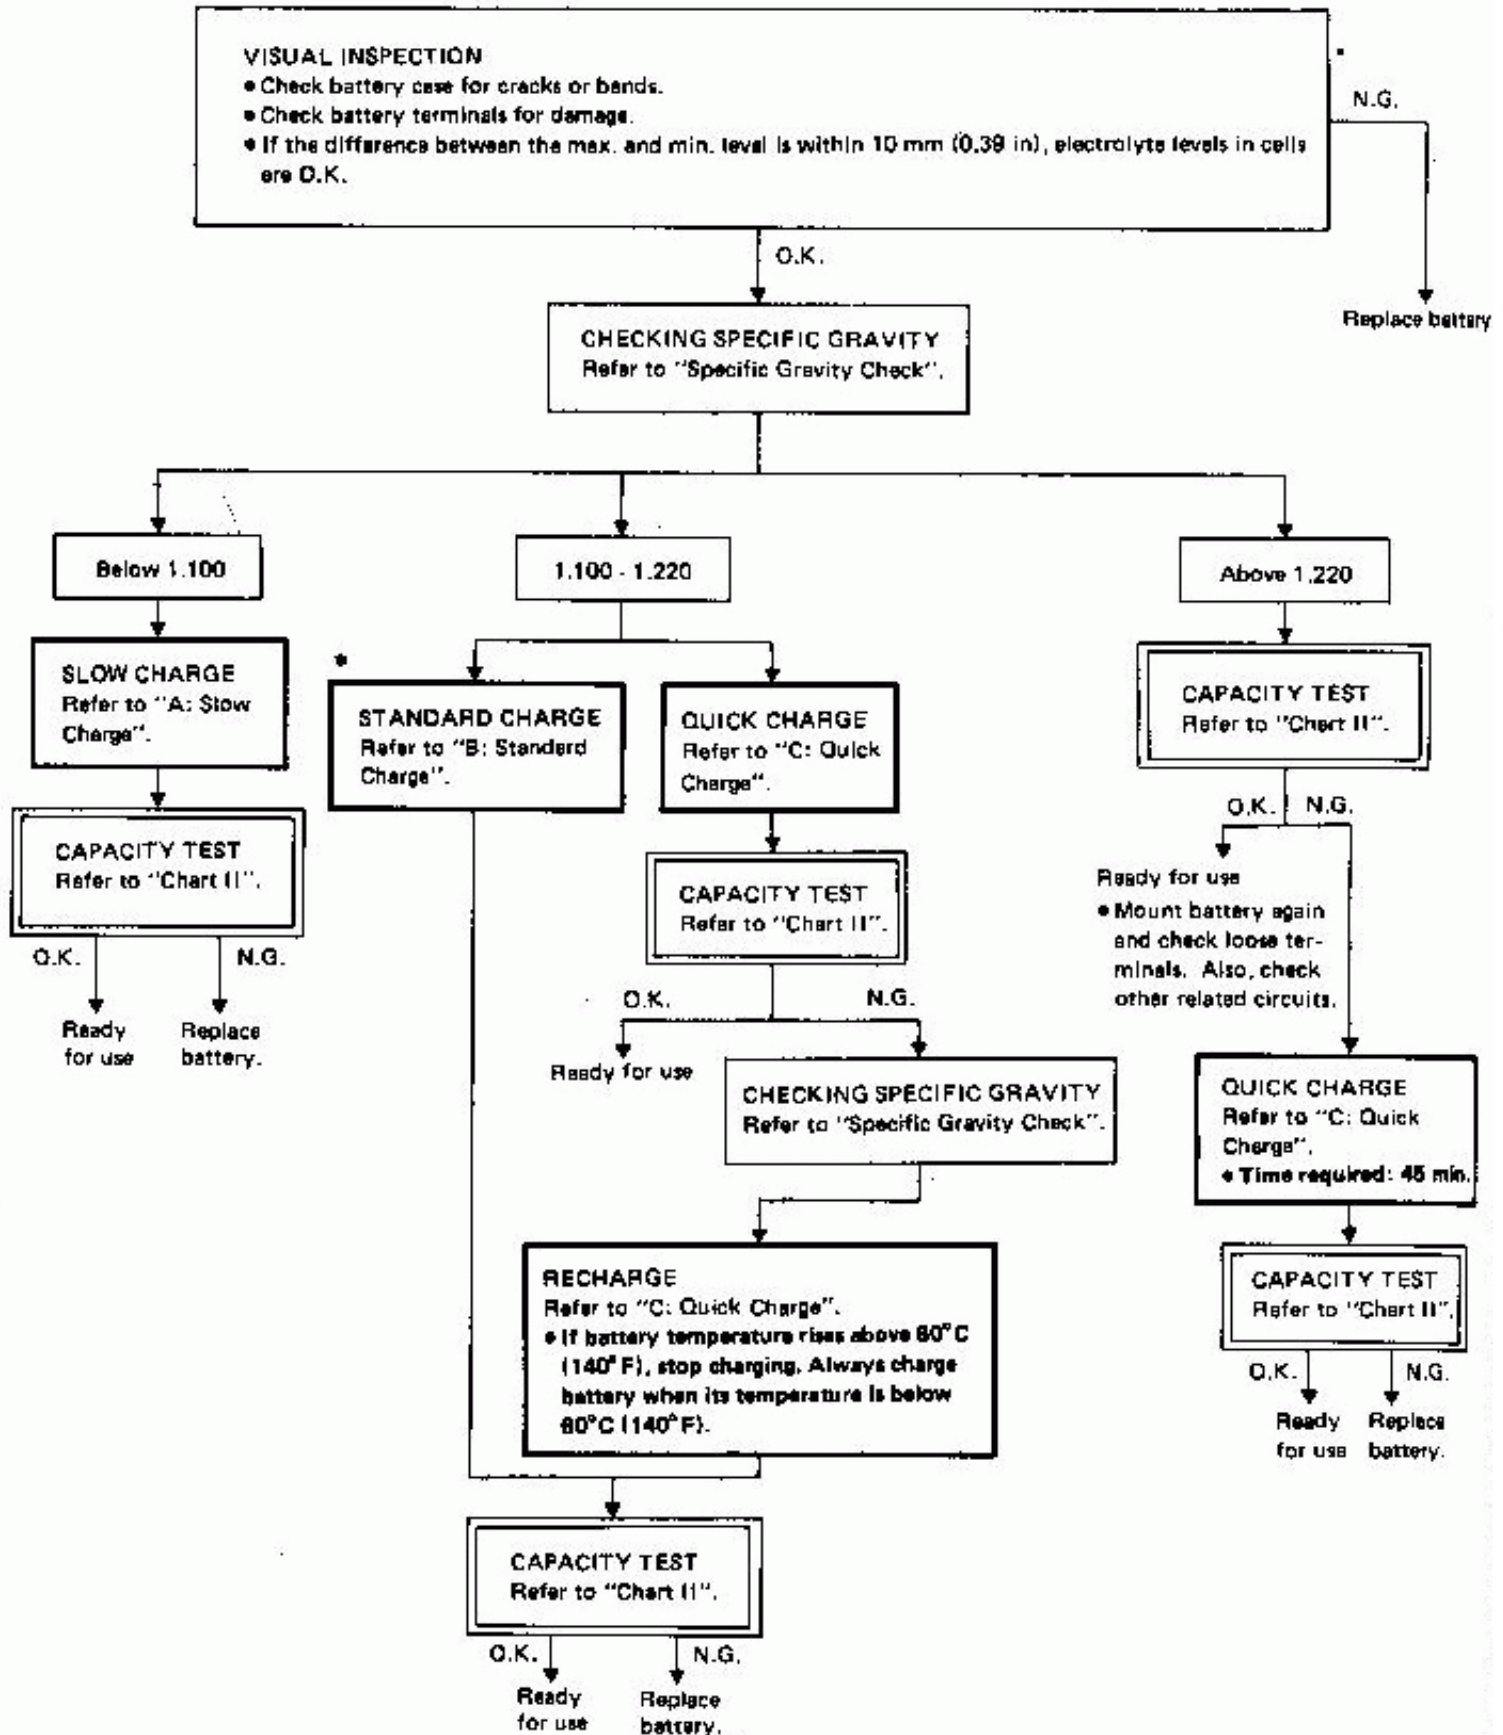 VISUAL INSPECTION
• Check battery case for cracks or bends.
• Check battery terminals for damage.
• If the difference between the max. and min. level is within 10 mm (0.39 in), electrolyte levels in cells
are O.K.
N.G.
O.K.
Replace battery
CHECKING SPECIFIC GRAVITY
Refer to "Specific Gravity Check".
Below 1.100
1.100 - 1.220
Above 1.220
SLOW CHARGE
Refer to "A: Slow
Charge".
*
STANDARD CHARGE
Refer to "B: Standard
Charge".
QUICK CHARGE
Refer to "C: Quick
Charge".
CAPACITY TEST
Refer to "Chart II".
O.K. N.G.
CAPACITY TEST
Refer to "Chart II".
O.K. N.G.
Ready
for use
Replace
battery.
CAPACITY TEST
Refer to "Chart II".
O.K. N.G.
Ready for use
Ready for use
• Mount battery again
and check loose ter-
minals. Also, check
other related circuits.
CHECKING SPECIFIC GRAVITY
Refer to "Specific Gravity Check".
QUICK CHARGE
Refer to "C: Quick
Charge".
• Time required: 45 min.
RECHARGE
Refer to "C: Quick Charge".
• If battery temperature rises above 60°C
(140°F), stop charging. Always charge
battery when its temperature is below
60°C (140°F).
CAPACITY TEST
Refer to "Chart II".
O.K. N.G.
Ready
for use
Replace
battery.
CAPACITY TEST
Refer to "Chart II".
O.K. N.G.
Ready
for use
Replace
battery.